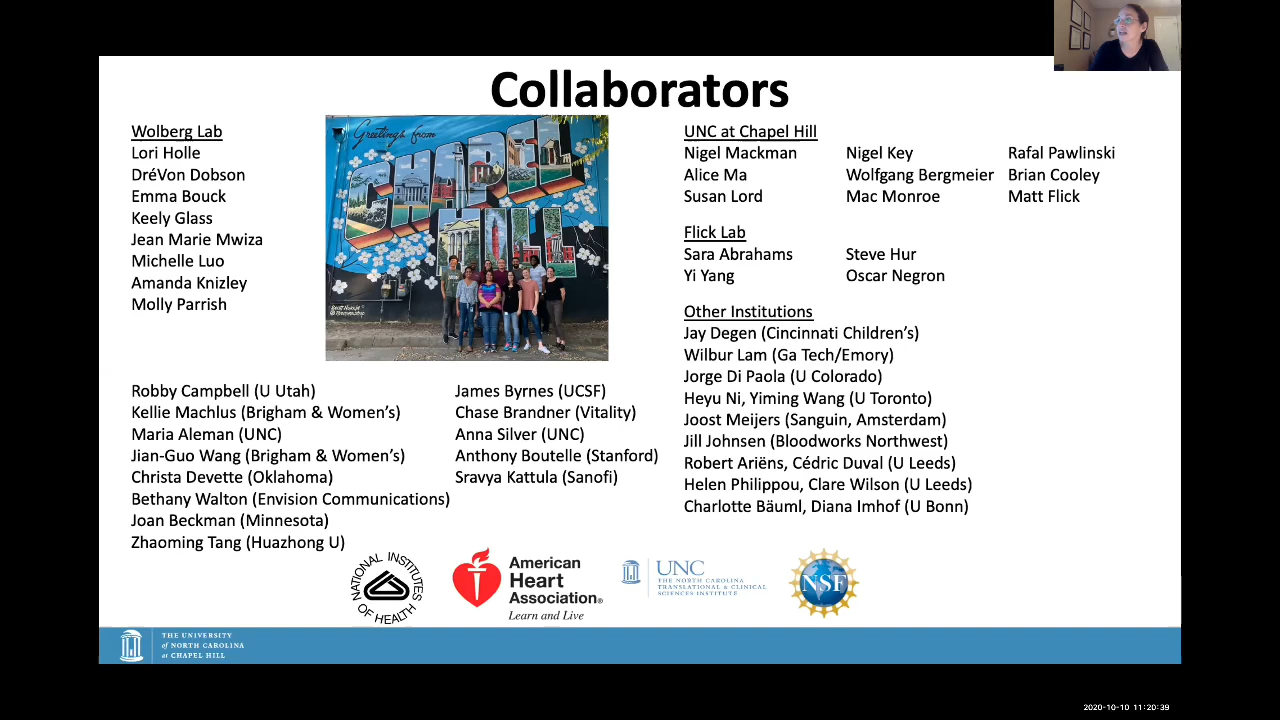 Collaborators
Wolberg Lab
Lori Holle
DréVon Dobson
Emma Bouck
Keely Glass
Jean Marie Mwiza
Michelle Luo
Amanda Knizley
Molly Parrish
Greetings from
CHAPEL
HILL
Robby Campbell (U Utah)
Kellie Machlus (Brigham & Women's)
Maria Aleman (UNC)
Jian-Guo Wang (Brigham & Women's)
Christa Devette (Oklahoma)
Bethany Walton (Envision Communications)
Joan Beckman (Minnesota)
Zhaoming Tang (Huazhong U)
James Byrnes (UCSF)
Chase Brandner (Vitality)
Anna Silver (UNC)
Anthony Boutelle (Stanford)
Sravya Kattula (Sanofi)
UNC at Chapel Hill
Nigel Mackman Nigel Key Rafal Pawlinski
Alice Ma Wolfgang Bergmeier Brian Cooley
Susan Lord Mac Monroe Matt Flick
Flick Lab
Sara Abrahams Steve Hur
Yi Yang Oscar Negron
Other Institutions
Jay Degen (Cincinnati Children's)
Wilbur Lam (Ga Tech/Emory)
Jorge Di Paola (U Colorado)
Heyu Ni, Yiming Wang (U Toronto)
Joost Meijers (Sanguin, Amsterdam)
Jill Johnsen (Bloodworks Northwest)
Robert Ariëns, Cédric Duval (U Leeds)
Helen Philippou, Clare Wilson (U Leeds)
Charlotte Bäuml, Diana Imhof (U Bonn)
NATIONAL INSTITUTES
OF HEALTH
American
Heart
Association®
Learn and Live
UNC
THE NORTH CAROLINA
TRANSLATIONAL & CLINICAL
SCIENCES INSTITUTE
NSF
THE UNIVERSITY
of NORTH CAROLINA
at CHAPEL HILL
2020-10-10 11:20:39